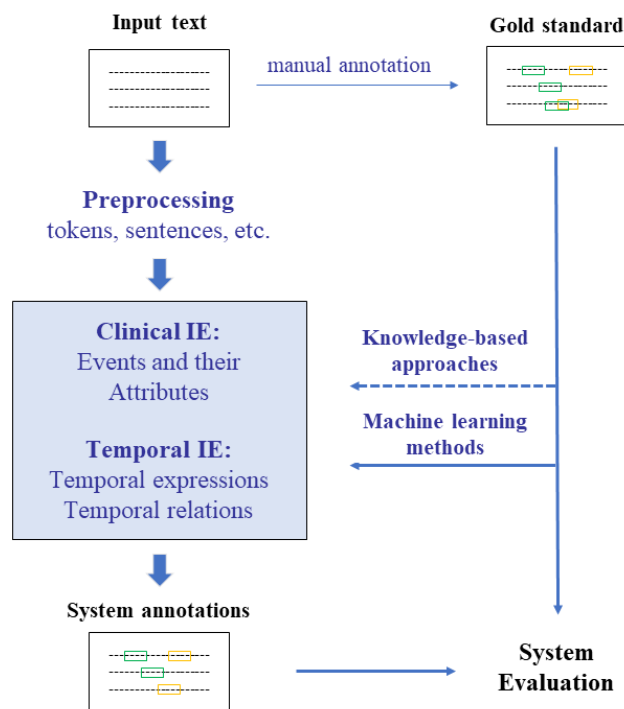 Input text
Gold standard
manual annotation
Preprocessing
tokens, sentences, etc.
Clinical IE:
Events and their
Attributes
Temporal IE:
Temporal expressions
Temporal relations
Knowledge-based
approaches
Machine learning
methods
System annotations
System
Evaluation